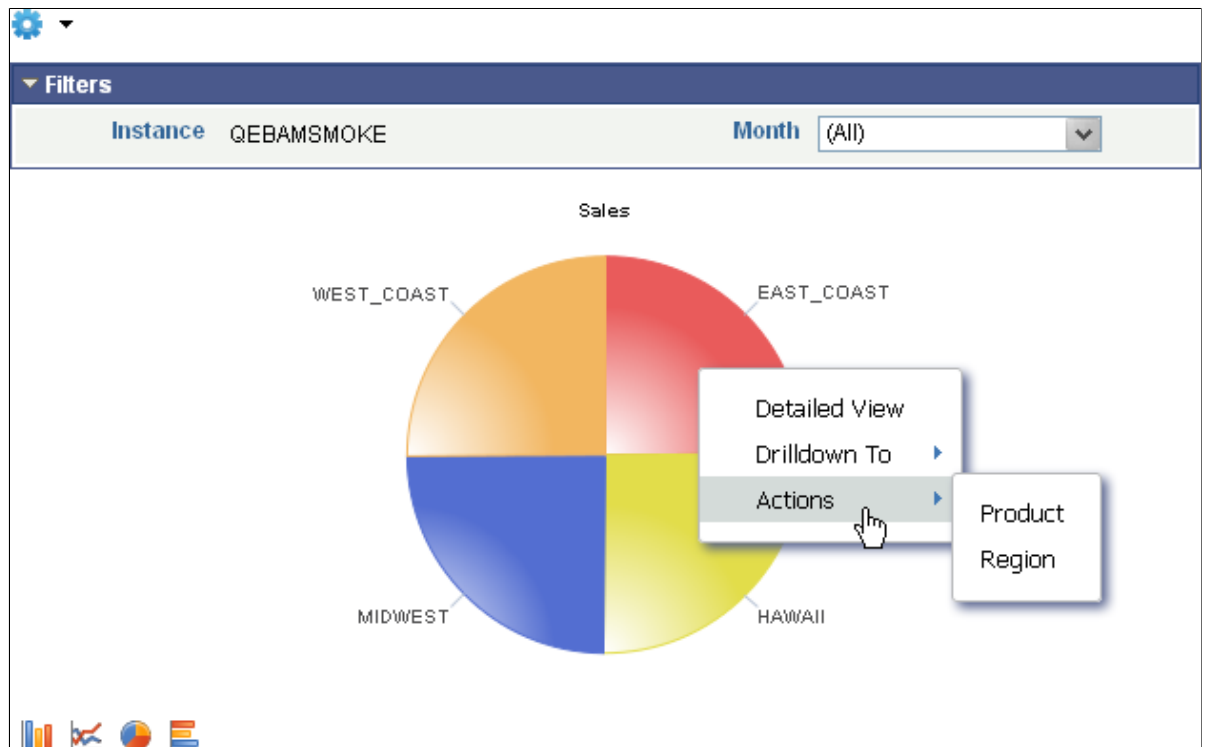 Filters
Instance QEBAMSMOKE Month (All)
Sales
WEST_COAST EAST_COAST
Detailed View
Drilldown To
Actions
Product
Region
MIDWEST HAWAII